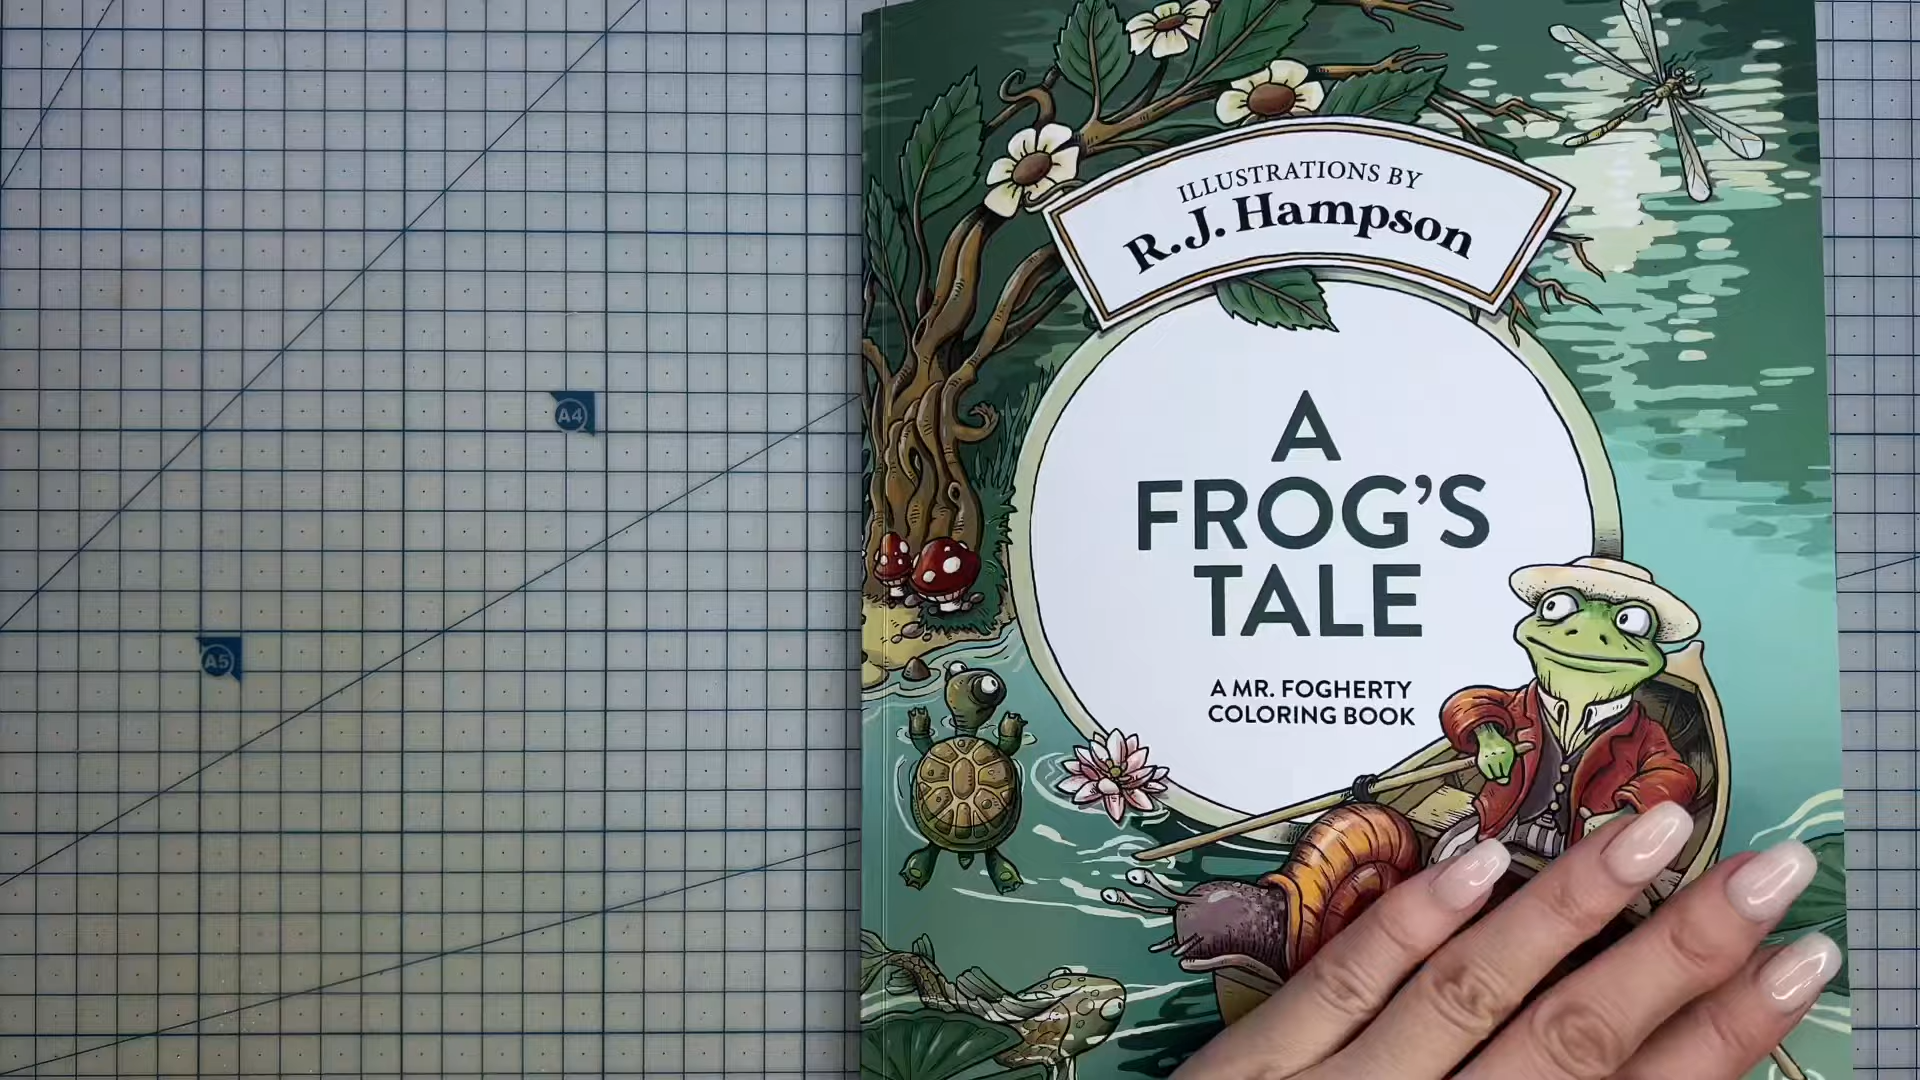 A4
A5
ILLUSTRATIONS BY
R.J. Hampson
A
FROG'S
TALE
A MR. FOGHERTY
COLORING BOOK